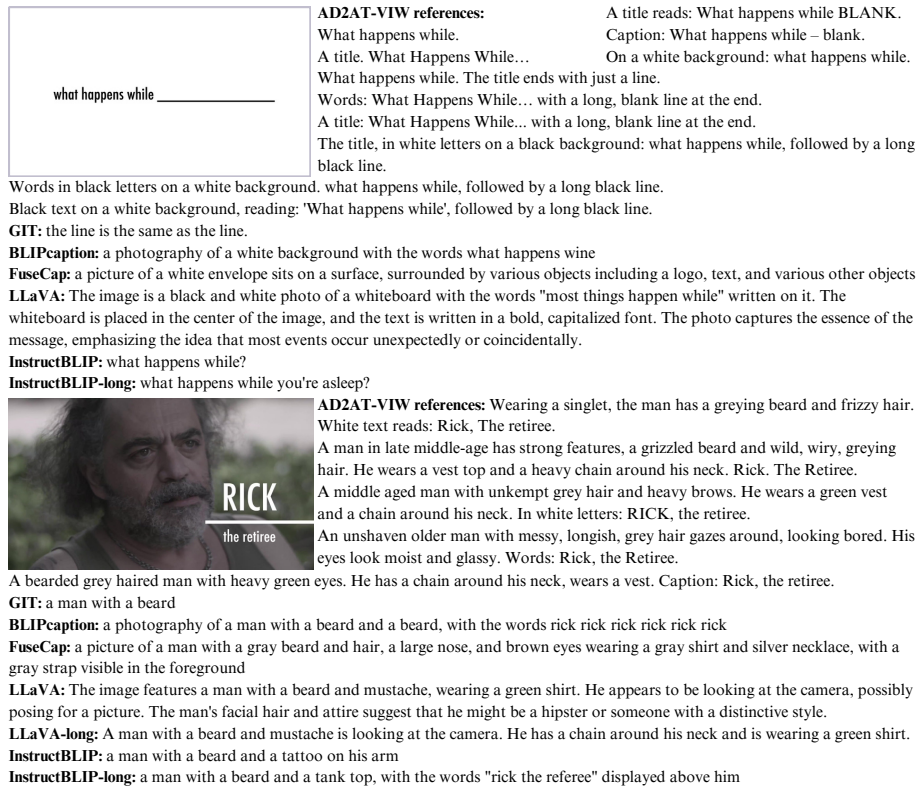 what happens while ___________
AD2AT-VIW references:
A title reads: What happens while BLANK.
What happens while.
Caption: What happens while – blank.
A title. What Happens While…
On a white background: what happens while.
What happens while. The title ends with just a line.
Words: What Happens While… with a long, blank line at the end.
A title: What Happens While... with a long, blank line at the end.
The title, in white letters on a black background: what happens while, followed by a long
black line.
Words in black letters on a white background. what happens while, followed by a long black line.
Black text on a white background, reading: 'What happens while', followed by a long black line.
GIT: the line is the same as the line.
BLIPcaption: a photography of a white background with the words what happens wine
FuseCap: a picture of a white envelope sits on a surface, surrounded by various objects including a logo, text, and various other objects
LLaVA: The image is a black and white photo of a whiteboard with the words "most things happen while" written on it. The
whiteboard is placed in the center of the image, and the text is written in a bold, capitalized font. The photo captures the essence of the
message, emphasizing the idea that most events occur unexpectedly or coincidentally.
InstructBLIP: what happens while?
InstructBLIP-long: what happens while you're asleep?
RICK
the retiree
AD2AT-VIW references: Wearing a singlet, the man has a greying beard and frizzy hair.
White text reads: Rick, The retiree.
A man in late middle-age has strong features, a grizzled beard and wild, wiry, greying
hair. He wears a vest top and a heavy chain around his neck. Rick. The Retiree.
A middle aged man with unkempt grey hair and heavy brows. He wears a green vest
and a chain around his neck. In white letters: RICK, the retiree.
An unshaven older man with messy, longish, grey hair gazes around, looking bored. His
eyes look moist and glassy. Words: Rick, the Retiree.
A bearded grey haired man with heavy green eyes. He has a chain around his neck, wears a vest. Caption: Rick, the retiree.
GIT: a man with a beard
BLIPcaption: a photography of a man with a beard and a beard, with the words rick rick rick rick rick rick
FuseCap: a picture of a man with a gray beard and hair, a large nose, and brown eyes wearing a gray shirt and silver necklace, with a
gray strap visible in the foreground
LLaVA: The image features a man with a beard and mustache, wearing a green shirt. He appears to be looking at the camera, possibly
posing for a picture. The man's facial hair and attire suggest that he might be a hipster or someone with a distinctive style.
LLaVA-long: A man with a beard and mustache is looking at the camera. He has a chain around his neck and is wearing a green shirt.
InstructBLIP: a man with a beard and a tattoo on his arm
InstructBLIP-long: a man with a beard and a tank top, with the words "rick the referee" displayed above him